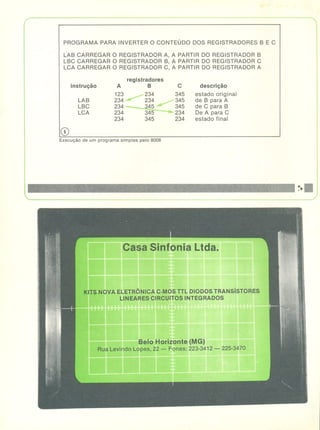 PROGRAMA PARA INVERTER O CONTEÚDO DOS REGISTRADORES B E C
LAB CARREGAR O REGISTRADOR A, A PARTIR DO REGISTRADOR B
LBC CARREGAR O REGISTRADOR B, A PARTIR DO REGISTRADOR C
LCA CARREGAR O REGISTRADOR C, A PARTIR DO REGISTRADOR A
registradores
instrução A B C descrição
123 234 345 estado original
LAB 234 234 345 de B para A
LBC 234 345 345 de C para B
LCA 234 345 234 De A para C
234 345 234 estado final
1
Execução de um programa simples pelo 8008
Casa Sinfonia Ltda.
KITS NOVA ELETRÔNICA C-MOS TTL DIODOS TRANSÍSTORES
LINEARES CIRCUITOS INTEGRADOS
Belo Horizonte (MG)
Rua Levindo Lopes, 22 — Fones: 223-3412 — 225-3470